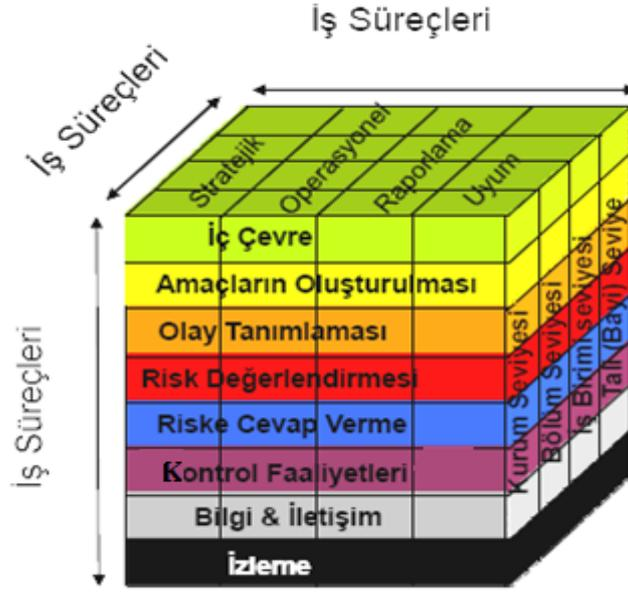 İş Süreçleri
İş Süreçleri
Stratejik
Operasyonel
Raporlama
Uyum
İş Süreçleri
İç Çevre
Amaçların Oluşturulması
Olay Tanımlaması
Risk Değerlendirmesi
Riske Cevap Verme
Kontrol Faaliyetleri
Bilgi & İletişim
İzleme
Kurum Seviyesi
Bölüm Seviyesi
İş Birimi seviyesi
Tali (Bayi) Seviye